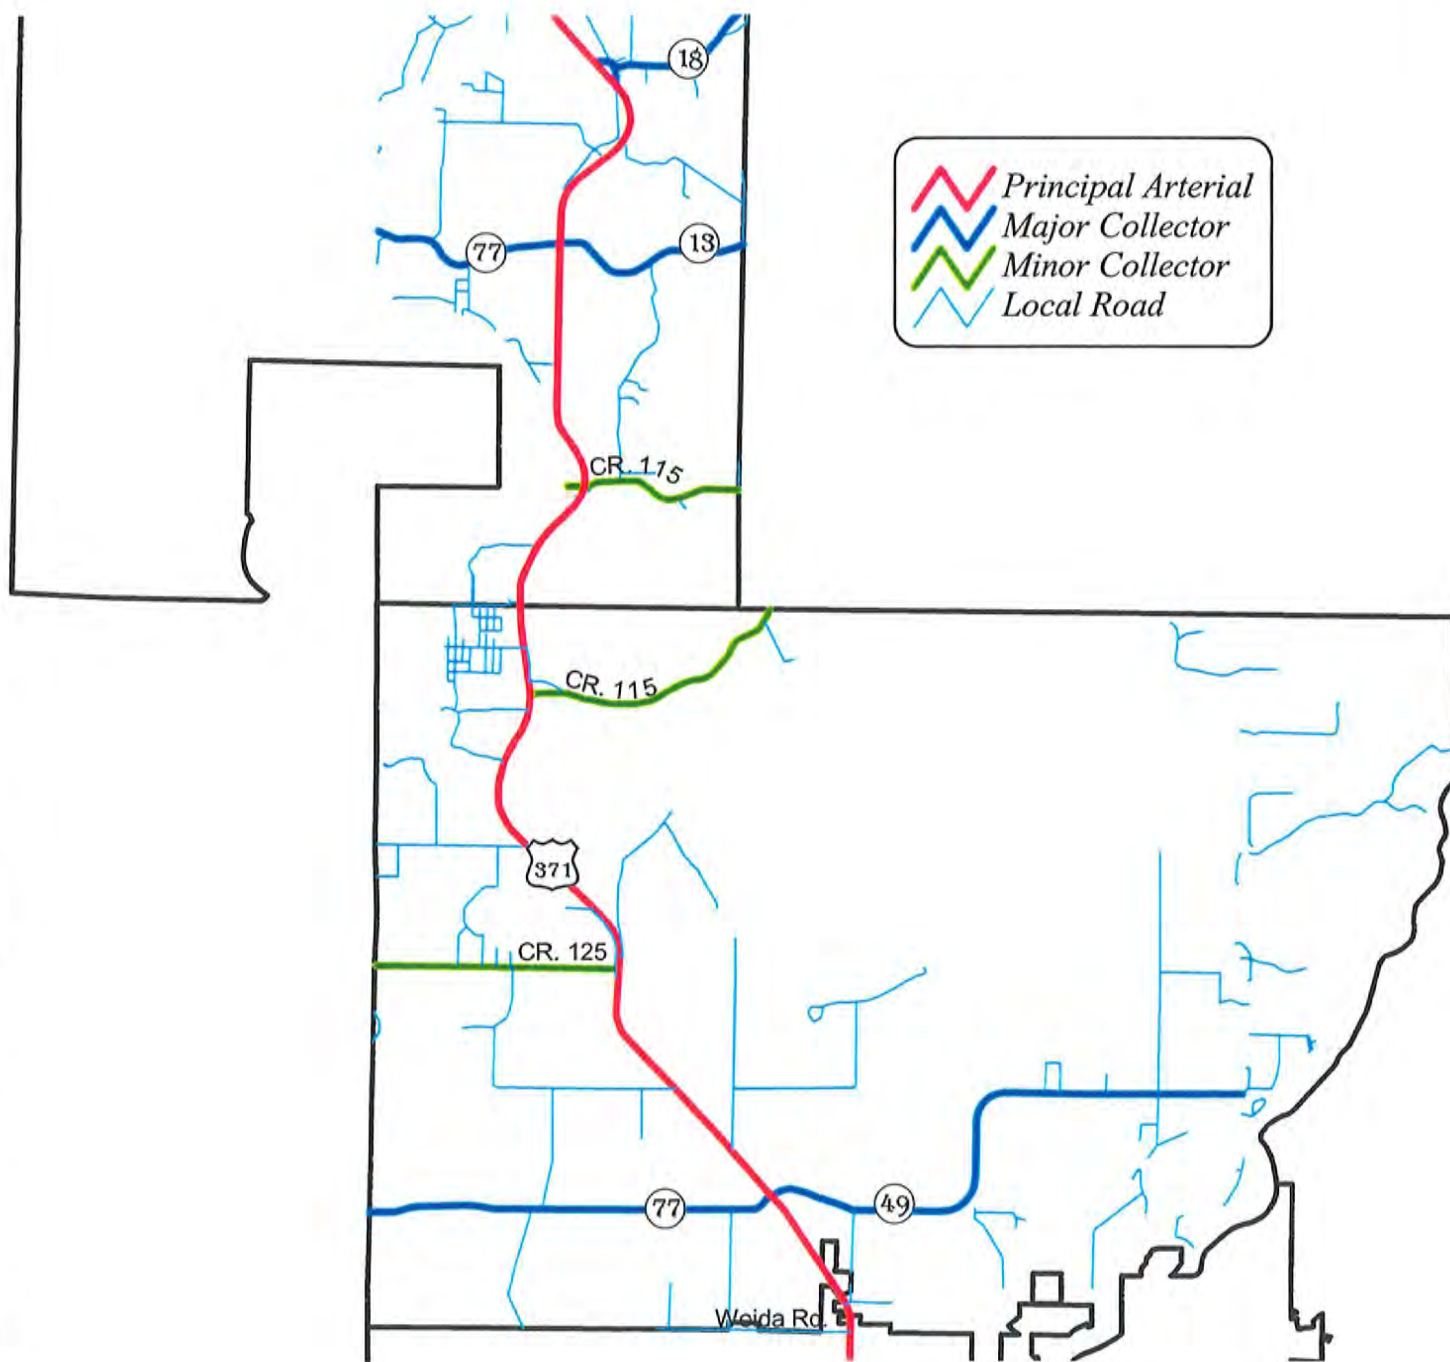 18
77
13
Principal Arterial
Major Collector
Minor Collector
Local Road
CR. 115
CR. 115
371
CR. 125
77
49
Woida Rd.